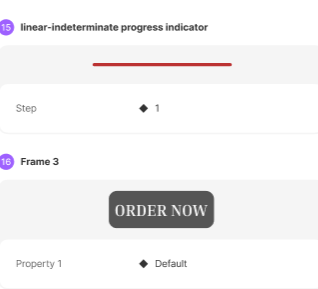 15 linear-indeterminate progress indicator
Step 1
16 Frame 3
ORDER NOW
Property 1 Default